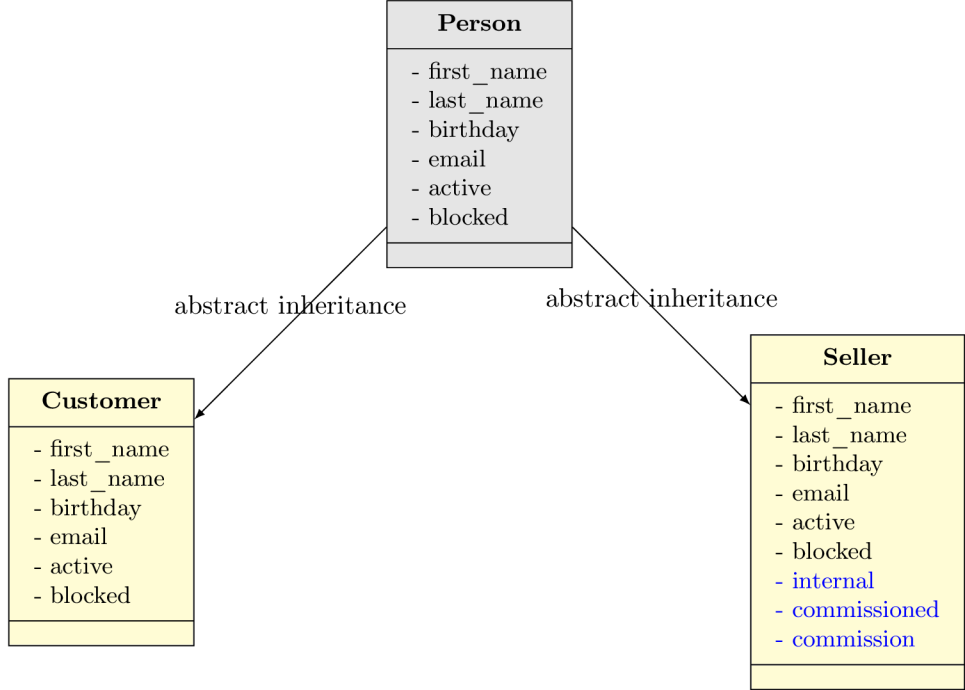 Person
- first_name
- last_name
- birthday
- email
- active
- blocked
abstract inheritance
abstract inheritance
Customer
- first_name
- last_name
- birthday
- email
- active
- blocked
Seller
- first_name
- last_name
- birthday
- email
- active
- blocked
- internal
- commissioned
- commission